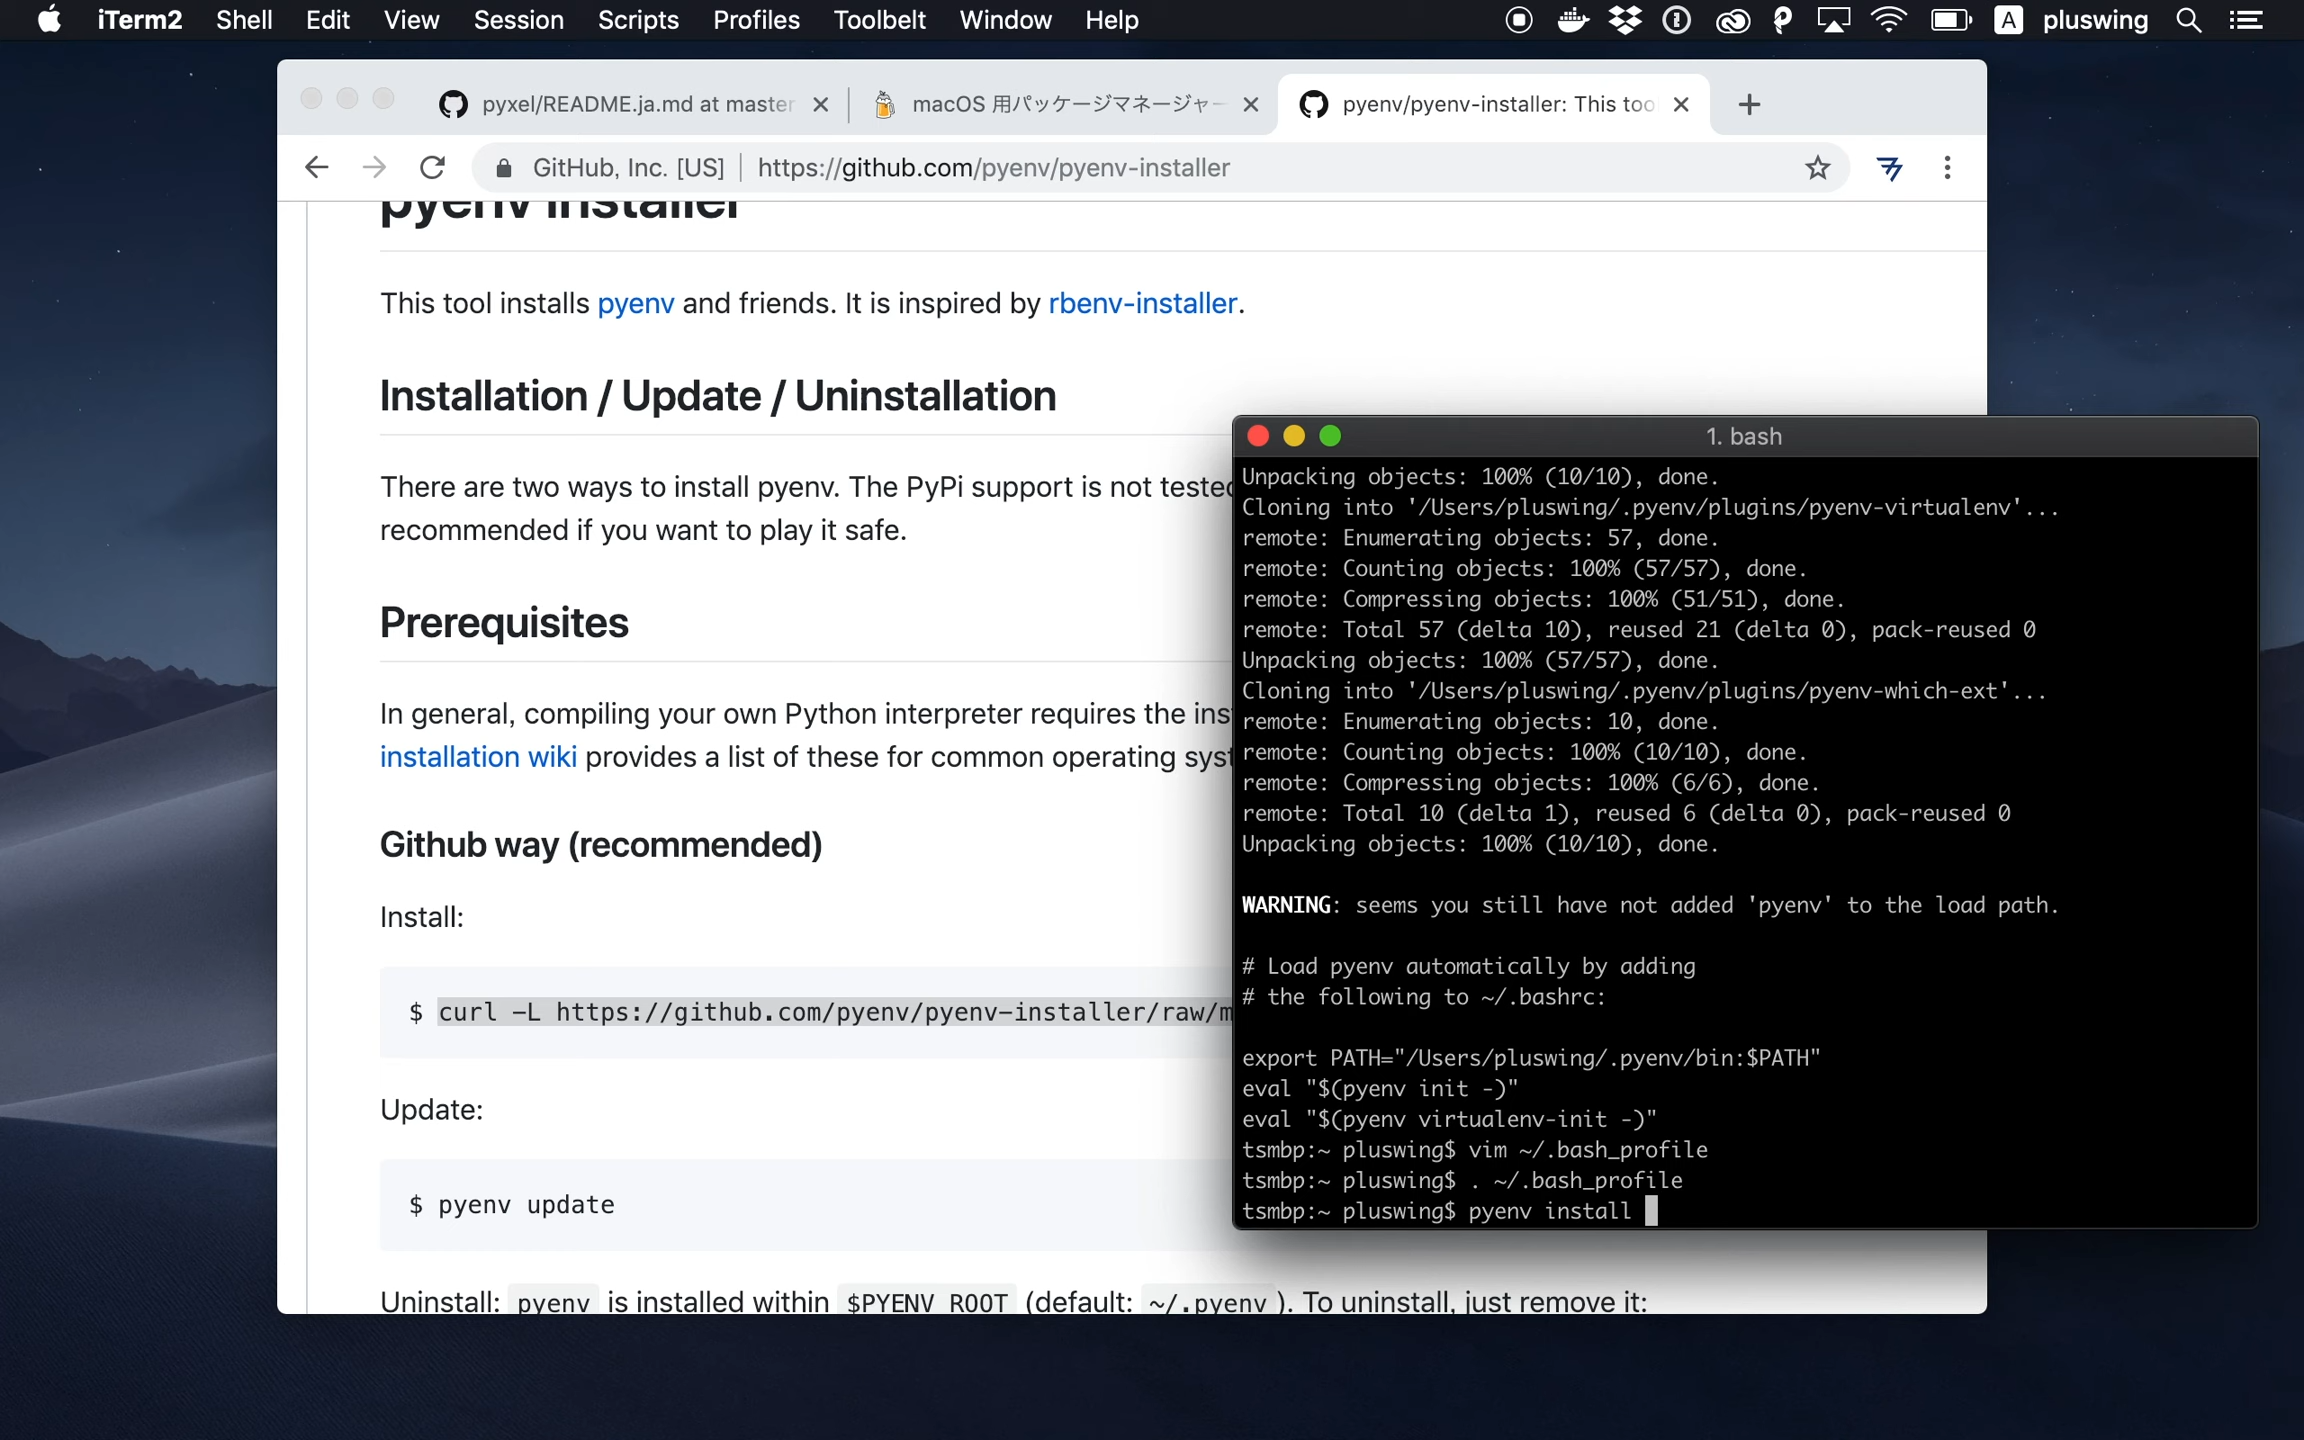 iTerm2 Shell Edit View Session Scripts Profiles Toolbelt Window Help A pluswing
pyxel/README.ja.md at master
macOS 用パッケージマネージャー
pyenv/pyenv-installer: This too
GitHub, Inc. [US] https://github.com/pyenv/pyenv-installer
pyenv installer
This tool installs pyenv and friends. It is inspired by rbenv-installer.
Installation / Update / Uninstallation
There are two ways to install pyenv. The PyPi support is not tested
recommended if you want to play it safe.
Prerequisites
In general, compiling your own Python interpreter requires the ins
installation wiki provides a list of these for common operating syst
Github way (recommended)
Install:
$ curl -L https://github.com/pyenv/pyenv-installer/raw/m
Update:
$ pyenv update
Uninstall: pyenv is installed within $PYENV_ROOT (default: ~/.pyenv ). To uninstall, just remove it:
1. bash
Unpacking objects: 100% (10/10), done.
Cloning into '/Users/pluswing/.pyenv/plugins/pyenv-virtualenv'...
remote: Enumerating objects: 57, done.
remote: Counting objects: 100% (57/57), done.
remote: Compressing objects: 100% (51/51), done.
remote: Total 57 (delta 10), reused 21 (delta 0), pack-reused 0
Unpacking objects: 100% (57/57), done.
Cloning into '/Users/pluswing/.pyenv/plugins/pyenv-which-ext'...
remote: Enumerating objects: 10, done.
remote: Counting objects: 100% (10/10), done.
remote: Compressing objects: 100% (6/6), done.
remote: Total 10 (delta 1), reused 6 (delta 0), pack-reused 0
Unpacking objects: 100% (10/10), done.
WARNING: seems you still have not added 'pyenv' to the load path.
# Load pyenv automatically by adding
# the following to ~/.bashrc:
export PATH="/Users/pluswing/.pyenv/bin:$PATH"
eval "$(pyenv init -)"
eval "$(pyenv virtualenv-init -)"
tsmbp:~ pluswing$ vim ~/.bash_profile
tsmbp:~ pluswing$ . ~/.bash_profile
tsmbp:~ pluswing$ pyenv install